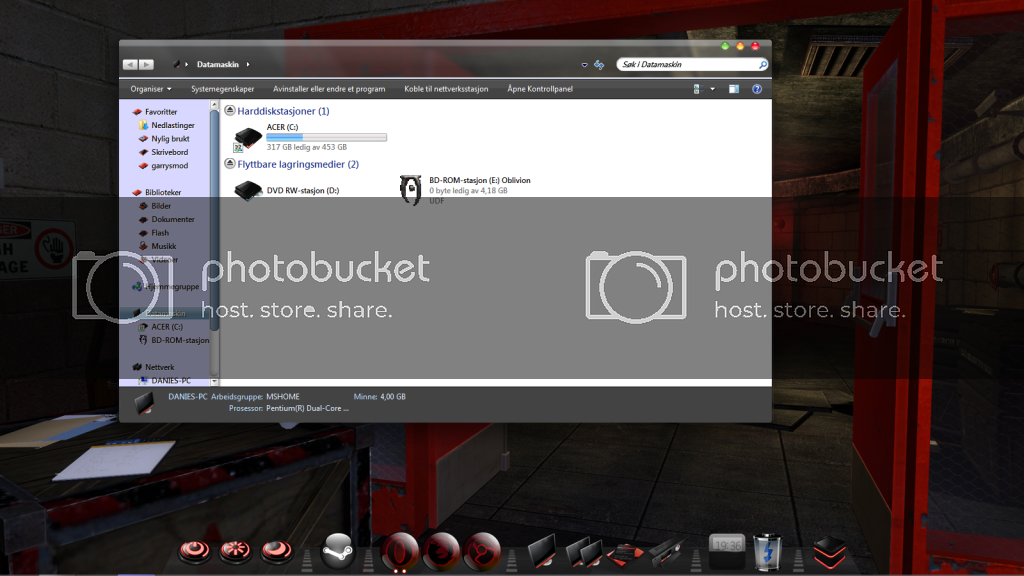 Datamaskin
Søk i Datamaskin
Organiser Systemegenskaper Avinstaller eller endre et program Koble til nettverksstasjon Åpne Kontrollpanel
Favoritter
Nedlastinger
Nylig brukt
Skrivebord
garrysmod
Biblioteker
Bilder
Dokumenter
Flash
Musikk
Videoer
Hjemmegruppe
Datamaskin
ACER (C:)
BD-ROM-stasjon
Nettverk
DANIES-PC
Harddiskstasjoner (1)
ACER (C:)
317 GB ledig av 453 GB
Flyttbare lagringsmedier (2)
DVD RW-stasjon (D:)
BD-ROM-stasjon (E:) Oblivion
0 byte ledig av 4,18 GB
UDF
photobucket
host. store. share.
photobucket
host. store. share.
DANIES-PC Arbeidsgruppe: MSHOME Minne: 4,00 GB
Prosessor: Pentium(R) Dual-Core ...
19:36